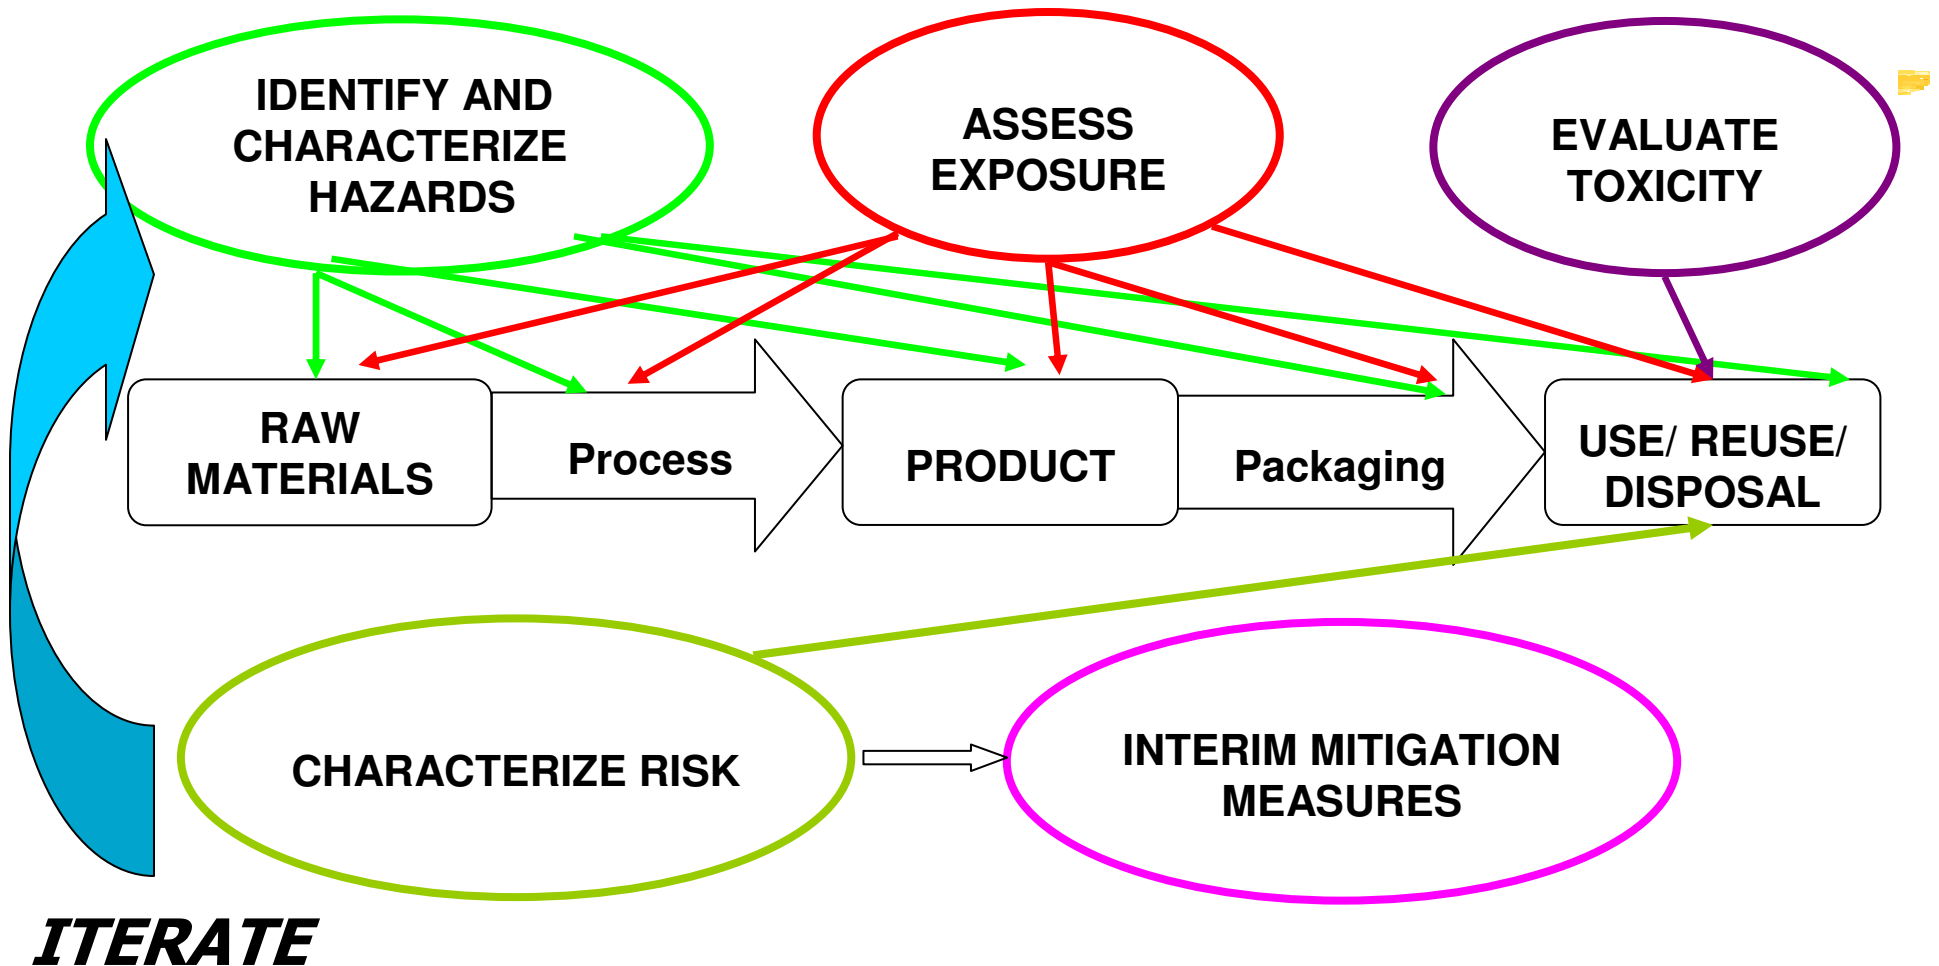 IDENTIFY AND
CHARACTERIZE
HAZARDS
ASSESS
EXPOSURE
EVALUATE
TOXICITY
RAW
MATERIALS
Process
PRODUCT
Packaging
USE/ REUSE/
DISPOSAL
CHARACTERIZE RISK
INTERIM MITIGATION
MEASURES
ITERATE